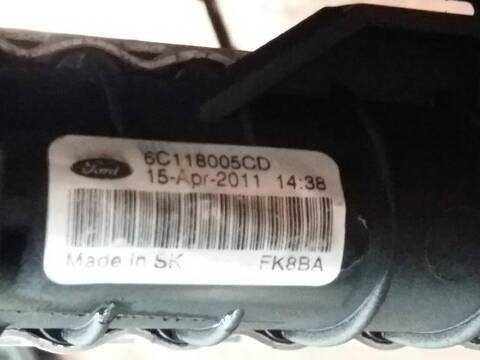 Ford 6C118005CD
15-Apr-2011 14:38
Made in SK FK8BA